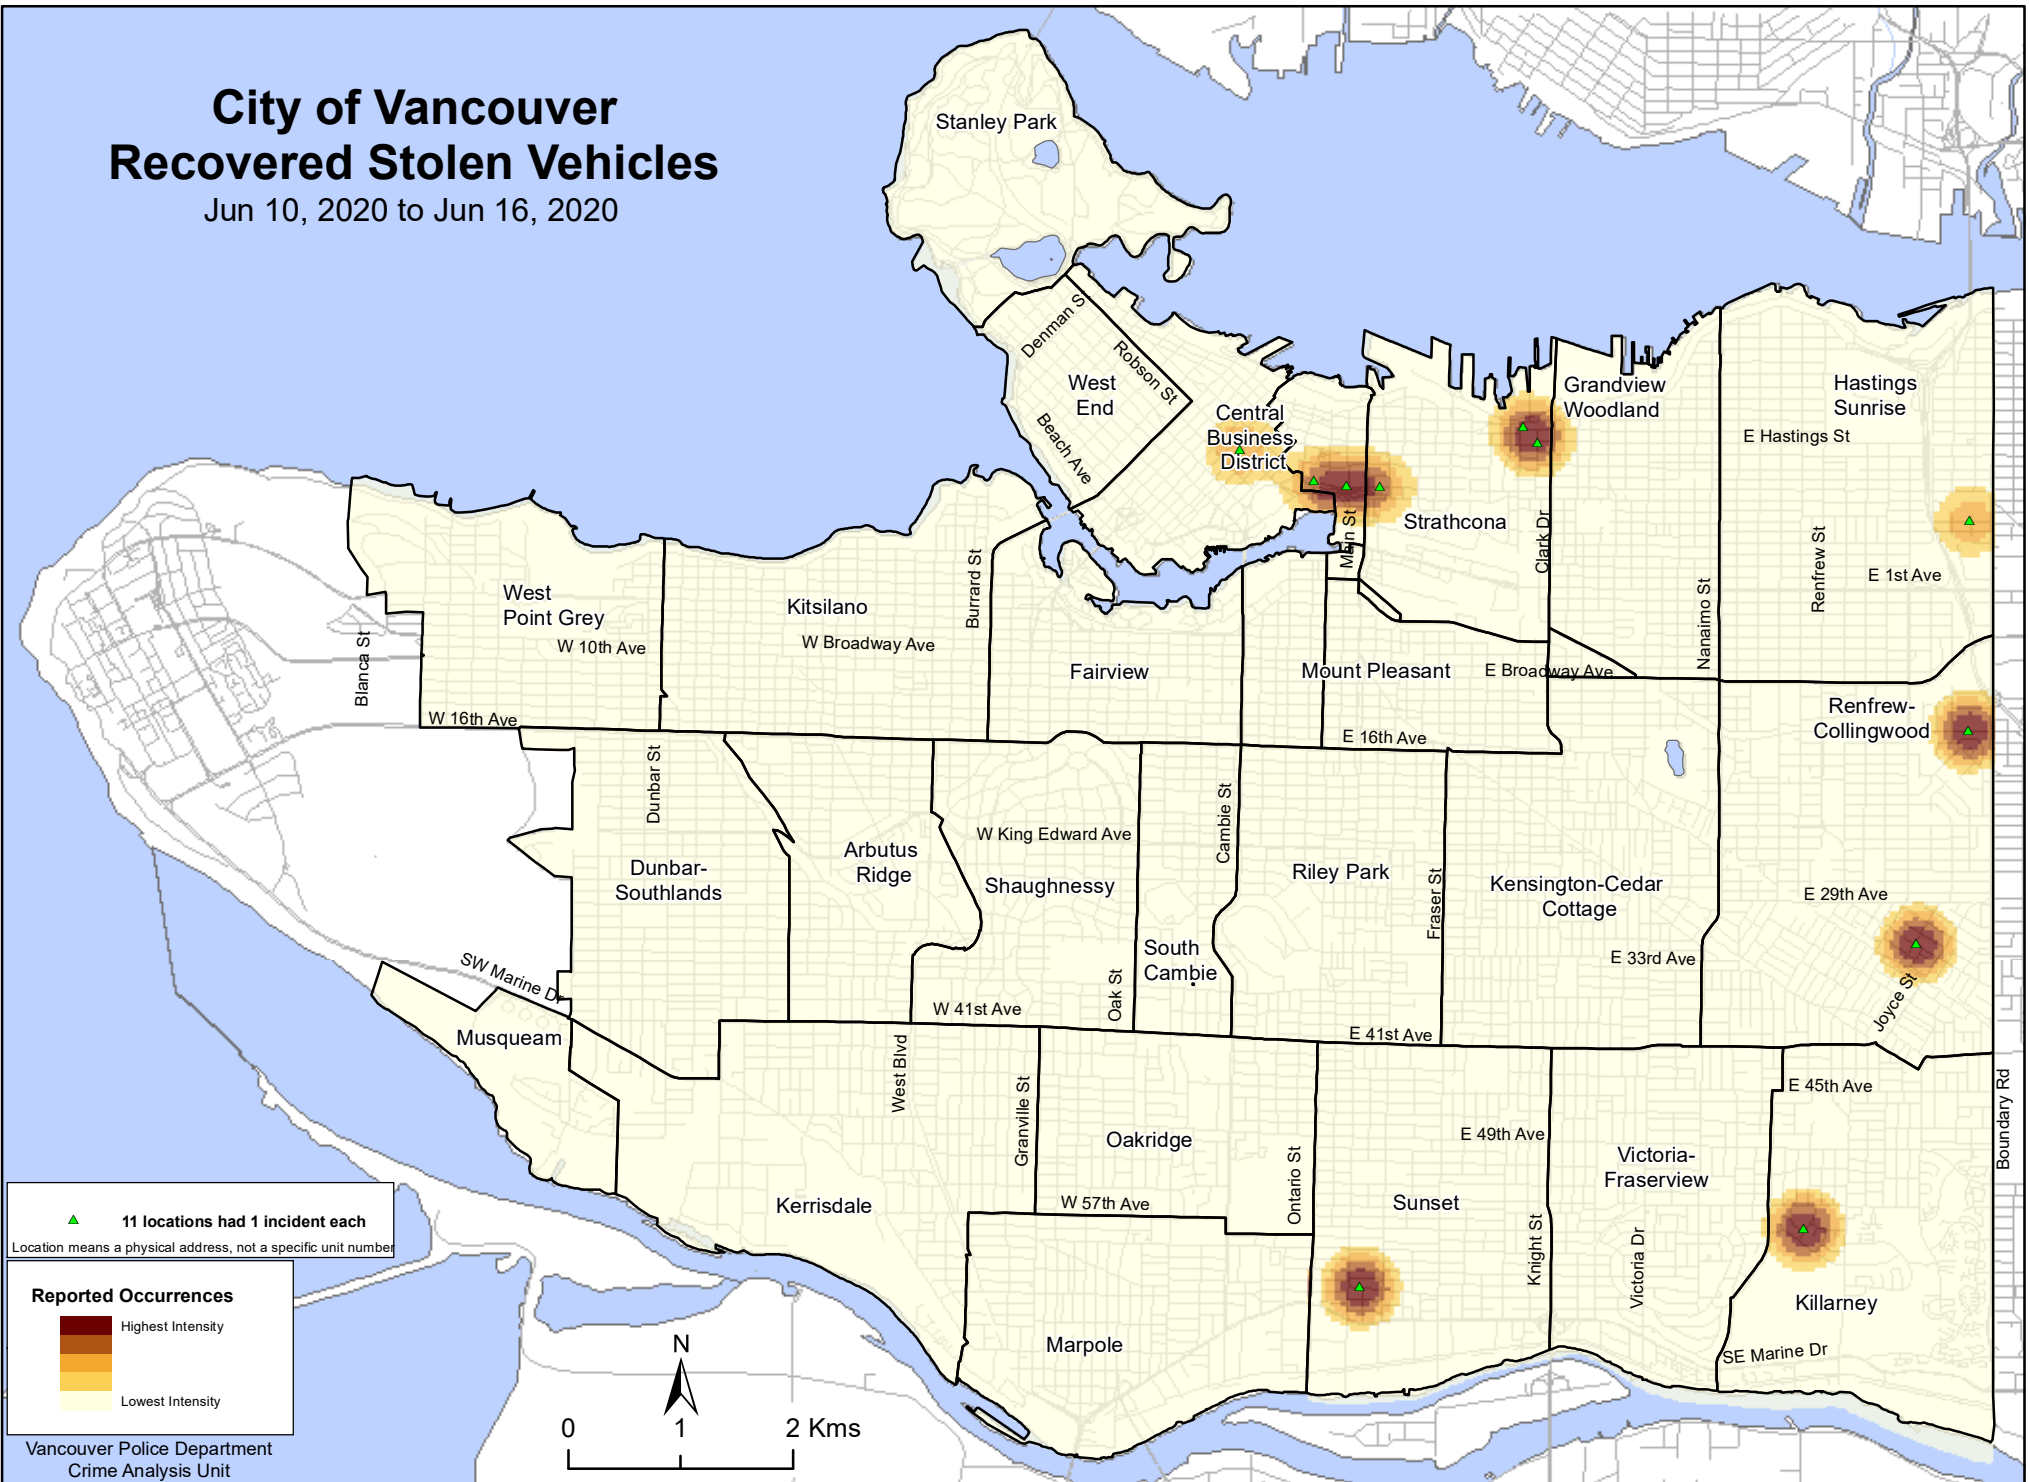 City of Vancouver
Recovered Stolen Vehicles
Jun 10, 2020 to Jun 16, 2020
Stanley Park
Denman S
Robson St
West
End
Beach Ave
Central
Business
District
Grandview
Woodland
Hastings
Sunrise
E Hastings St
Strathcona
Main St
Clark Dr
Renfrew St
E 1st Ave
Nanaimo St
West
Point Grey
W 10th Ave
Blanca St
W 16th Ave
Kitsilano
W Broadway Ave
Burrard St
Fairview
Mount Pleasant
E Broadway Ave
E 16th Ave
Renfrew-
Collingwood
Dunbar St
Dunbar-
Southlands
Arbutus
Ridge
W King Edward Ave
Shaughnessy
Cambie St
South
Cambie
Oak St
W 41st Ave
Riley Park
Fraser St
Kensington-Cedar
Cottage
E 29th Ave
E 33rd Ave
Joyce St
E 41st Ave
SW Marine Dr
Musqueam
West Blvd
Granville St
Kerrisdale
Oakridge
W 57th Ave
Ontario St
E 49th Ave
Sunset
Knight St
Victoria-
Fraserview
Victoria Dr
E 45th Ave
Boundary Rd
Killarney
SE Marine Dr
Marpole
11 locations had 1 incident each
Location means a physical address, not a specific unit number
Reported Occurrences
Highest Intensity
Lowest Intensity
Vancouver Police Department
Crime Analysis Unit
N
0 1 2 Kms